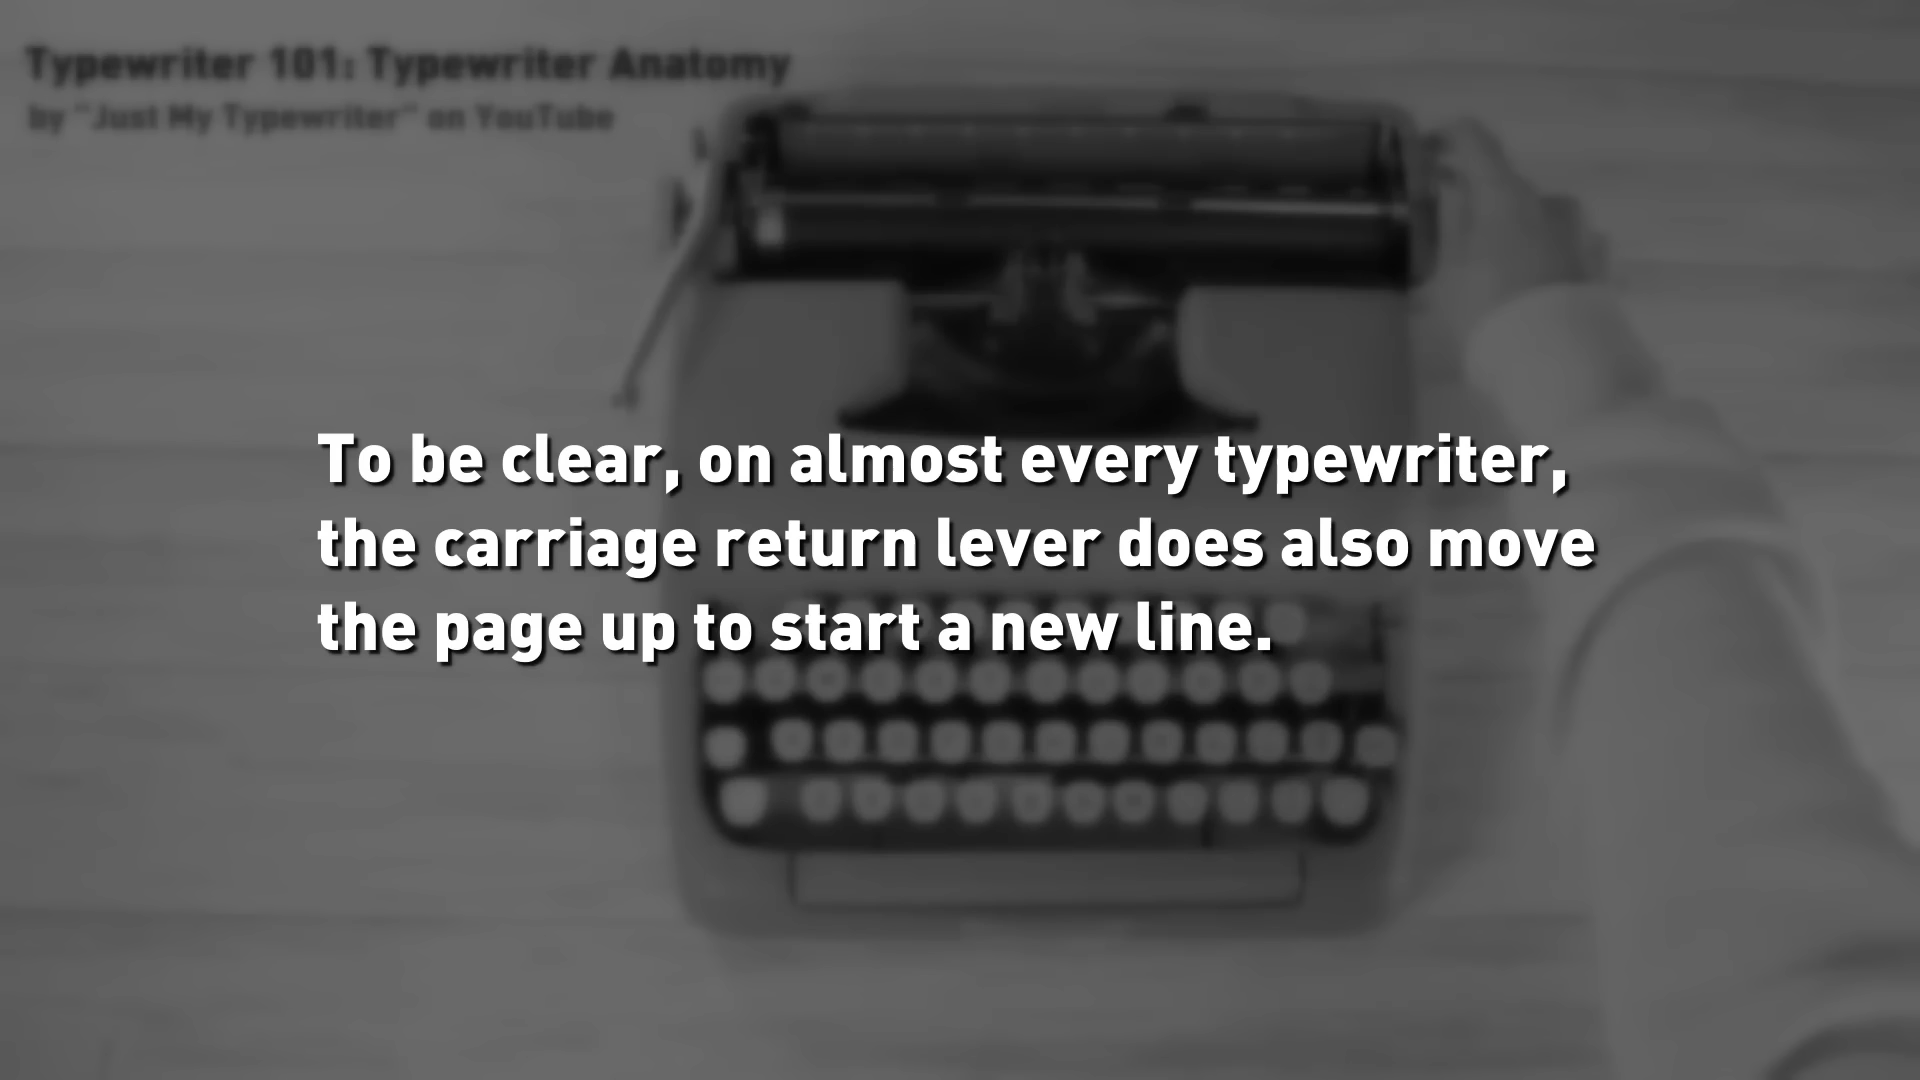 Typewriter 101: Typewriter Anatomy
by "Just My Typewriter" on YouTube
To be clear, on almost every typewriter,
the carriage return lever does also move
the page up to start a new line.